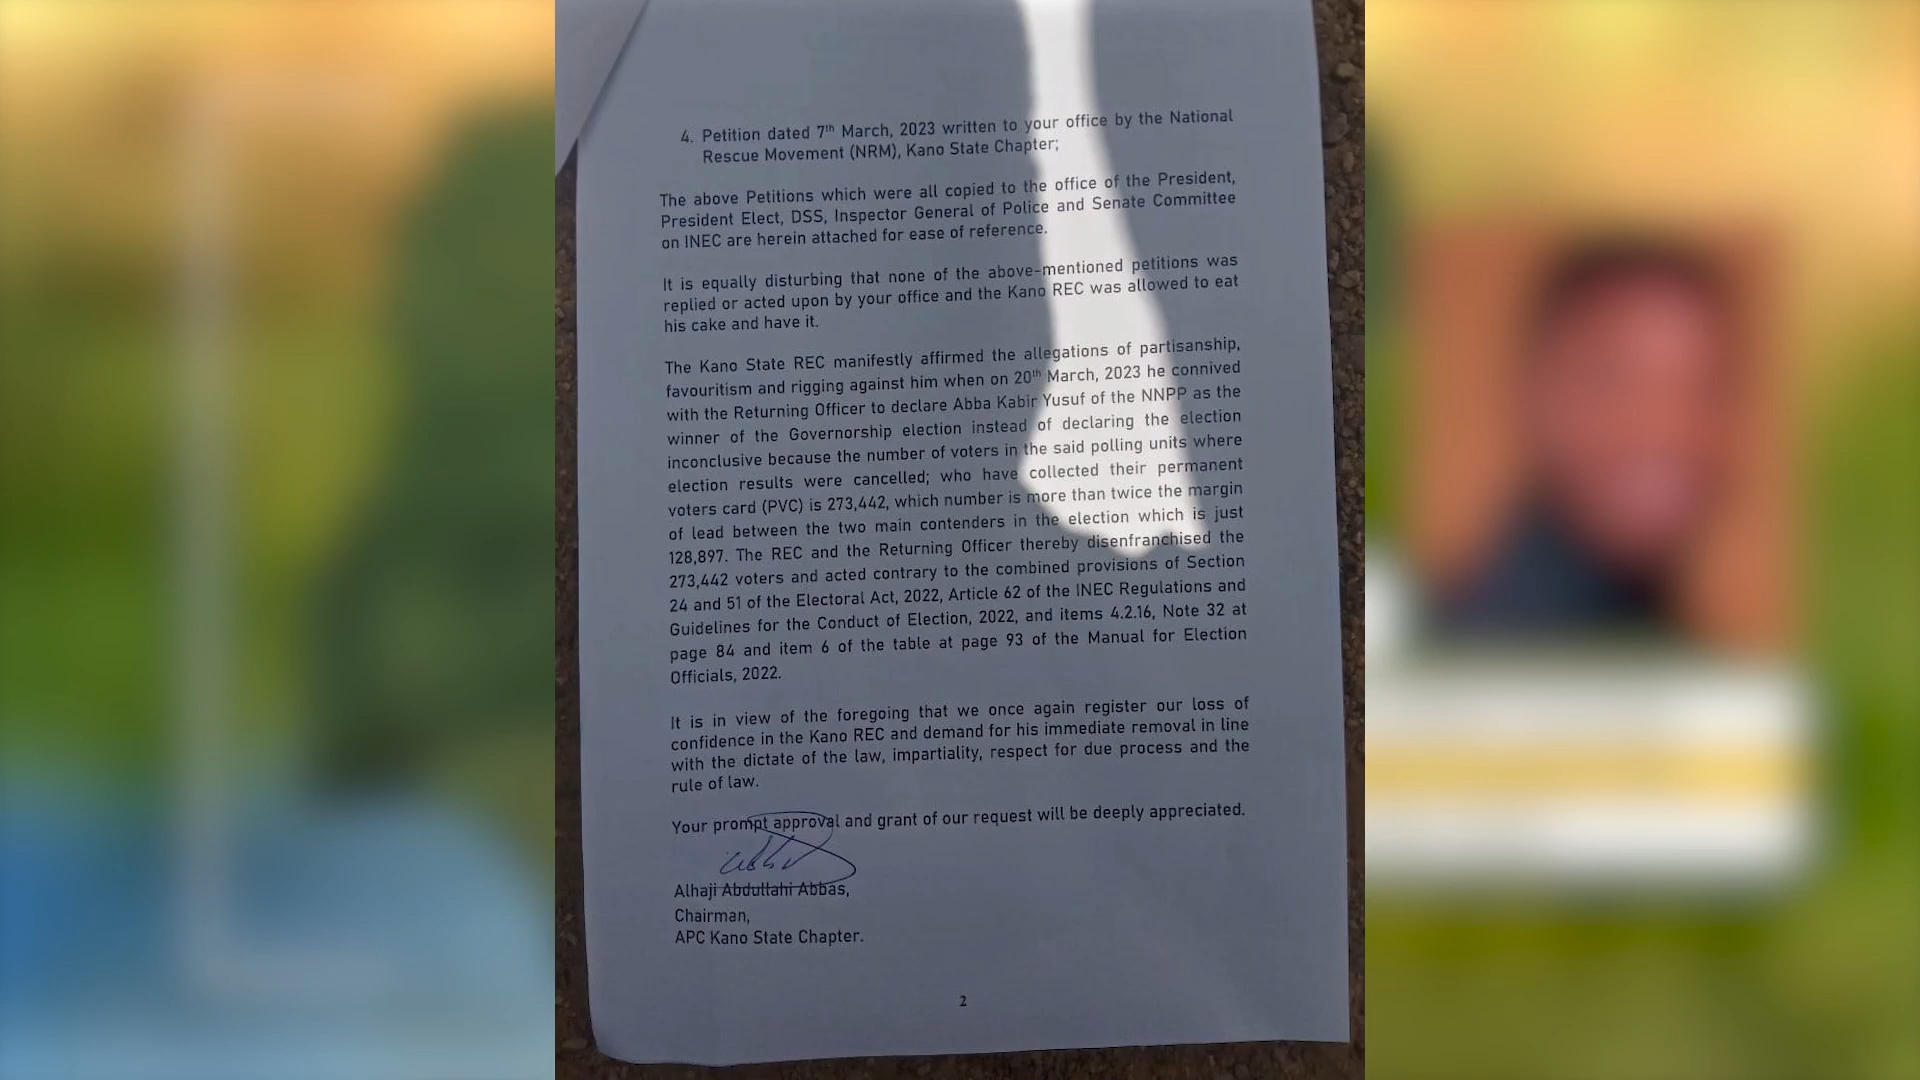 4. Petition dated 7th March, 2023 written to your office by the National
Rescue Movement (NRM), Kano State Chapter;
The above Petitions which were all copied to the office of the President,
President Elect, DSS, Inspector General of Police and Senate Committee
on INEC are herein attached for ease of reference.
It is equally disturbing that none of the above-mentioned petitions was
replied or acted upon by your office and the Kano REC was allowed to eat
his cake and have it.
The Kano State REC manifestly affirmed the allegations of partisanship,
favouritism and rigging against him when on 20th March, 2023 he connived
with the Returning Officer to declare Abba Kabir Yusuf of the NNPP as the
winner of the Governorship election instead of declaring the election
inconclusive because the number of voters in the said polling units where
election results were cancelled; who have collected their permanent
voters card (PVC) is 273,442, which number is more than twice the margin
of lead between the two main contenders in the election which is just
128,897. The REC and the Returning Officer thereby disenfranchised the
273,442 voters and acted contrary to the combined provisions of Section
24 and 51 of the Electoral Act, 2022, Article 62 of the INEC Regulations and
Guidelines for the Conduct of Election, 2022, and items 4.2.16, Note 32 at
page 84 and item 6 of the table at page 93 of the Manual for Election
Officials, 2022.
It is in view of the foregoing that we once again register our loss of
confidence in the Kano REC and demand for his immediate removal in line
with the dictate of the law, impartiality, respect for due process and the
rule of law.
Your prompt approval and grant of our request will be deeply appreciated.
Alhaji Abdullahi Abbas,
Chairman,
APC Kano State Chapter.
2